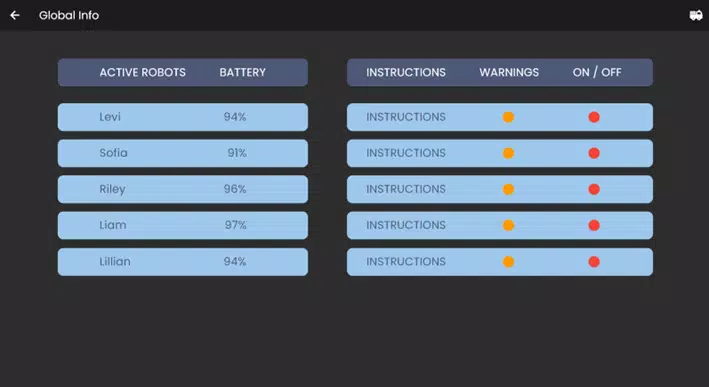 Global Info
ACTIVE ROBOTS BATTERY INSTRUCTIONS WARNINGS ON / OFF
Levi 94% INSTRUCTIONS
Sofia 91% INSTRUCTIONS
Riley 96% INSTRUCTIONS
Liam 97% INSTRUCTIONS
Lillian 94% INSTRUCTIONS